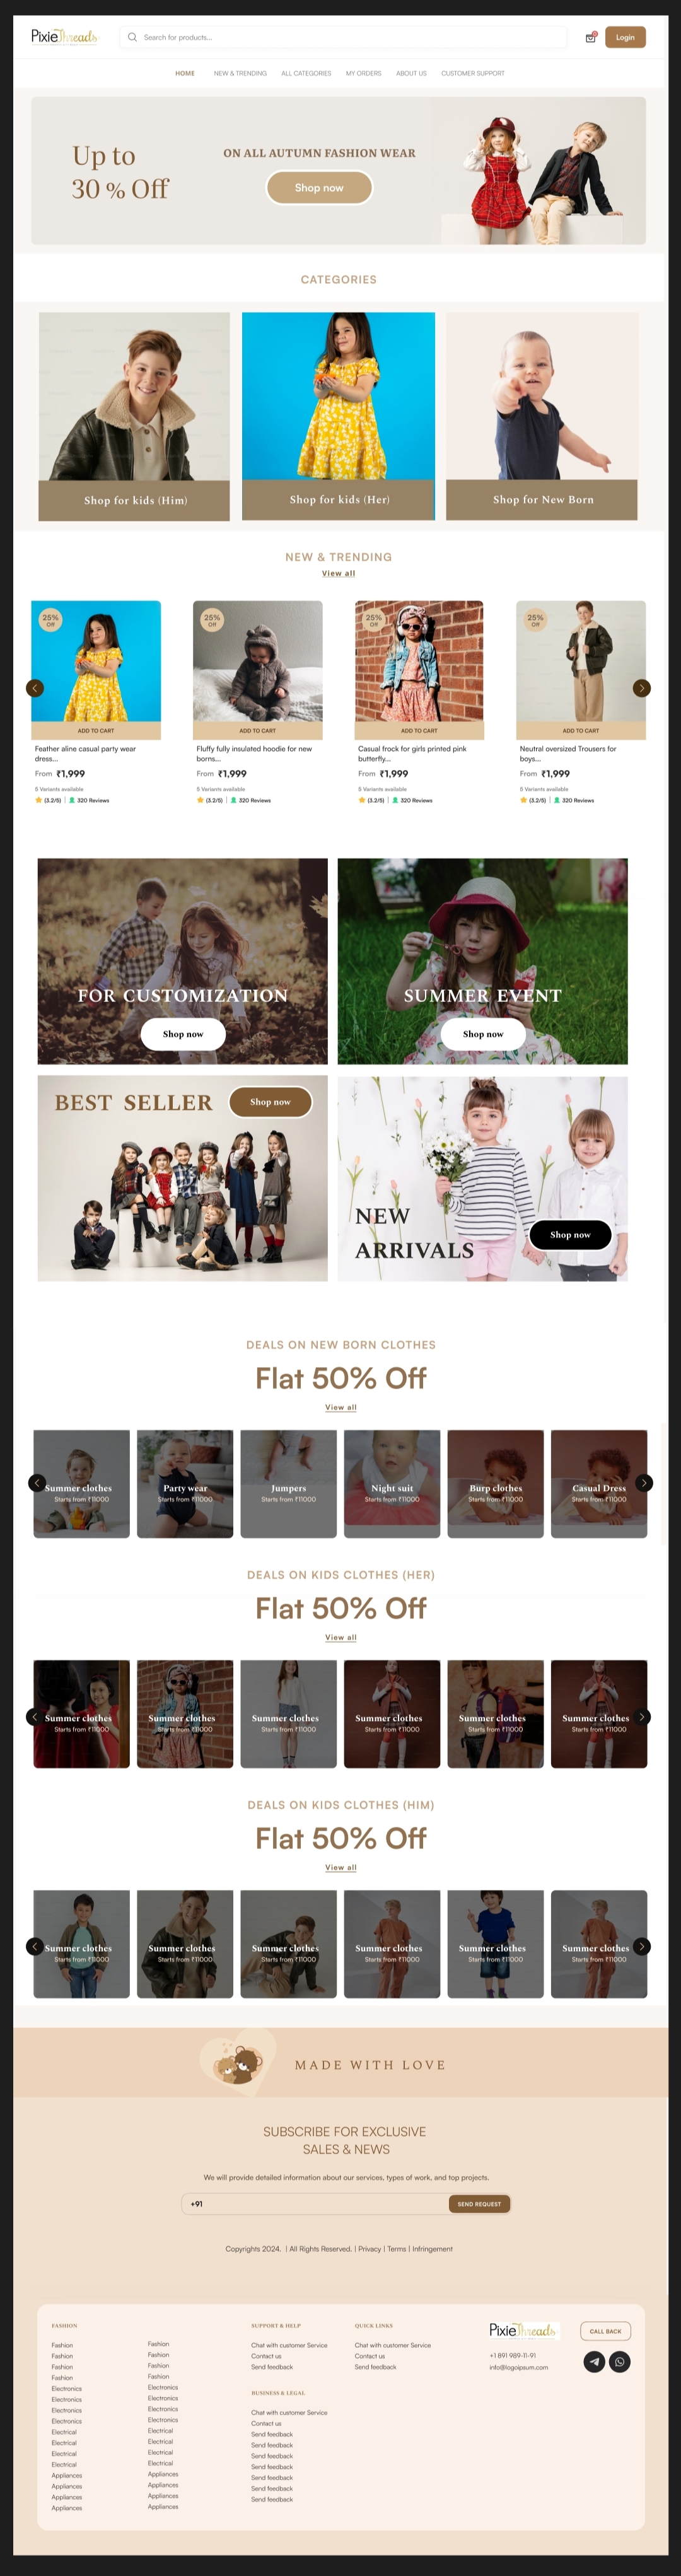 PixieThreads
Search for products...
Login
HOME NEW & TRENDING ALL CATEGORIES MY ORDERS ABOUT US CUSTOMER SUPPORT
Up to
30 % Off
ON ALL AUTUMN FASHION WEAR
Shop now
CATEGORIES
Shop for kids (Him)
Shop for kids (Her)
Shop for New Born
NEW & TRENDING
View all
25%
Off
25%
Off
25%
Off
25%
Off
ADD TO CART
ADD TO CART
ADD TO CART
ADD TO CART
Feather aline casual party wear
dress...
From ₹1,999
5 Variants available
(3.2/5) | 320 Reviews
Fluffy fully insulated hoodie for new
borns...
From ₹1,999
5 Variants available
(3.2/5) | 320 Reviews
Casual frock for girls printed pink
butterfly...
From ₹1,999
5 Variants available
(3.2/5) | 320 Reviews
Neutral oversized Trousers for
boys...
From ₹1,999
5 Variants available
(3.2/5) | 320 Reviews
FOR CUSTOMIZATION
Shop now
SUMMER EVENT
Shop now
BEST SELLER
Shop now
NEW
ARRIVALS
Shop now
DEALS ON NEW BORN CLOTHES
Flat 50% Off
View all
Summer clothes
Starts from ₹11000
Party wear
Starts from ₹11000
Jumpers
Starts from ₹11000
Night suit
Starts from ₹11000
Burp clothes
Starts from ₹11000
Casual Dress
Starts from ₹11000
DEALS ON KIDS CLOTHES (HER)
Flat 50% Off
View all
Summer clothes
Starts from ₹11000
Summer clothes
Starts from ₹11000
Summer clothes
Starts from ₹11000
Summer clothes
Starts from ₹11000
Summer clothes
Starts from ₹11000
Summer clothes
Starts from ₹11000
DEALS ON KIDS CLOTHES (HIM)
Flat 50% Off
View all
Summer clothes
Starts from ₹11000
Summer clothes
Starts from ₹11000
Summer clothes
Starts from ₹11000
Summer clothes
Starts from ₹11000
Summer clothes
Starts from ₹11000
Summer clothes
Starts from ₹11000
MADE WITH LOVE
SUBSCRIBE FOR EXCLUSIVE
SALES & NEWS
We will provide detailed information about our services, types of work, and top projects.
+91
SEND REQUEST
Copyrights 2024. | All Rights Reserved. | Privacy | Terms | Infringement
FASHION
Fashion
Fashion
Fashion
Fashion
Electronics
Electronics
Electronics
Electronics
Electrical
Electrical
Electrical
Electrical
Appliances
Appliances
Appliances
Appliances
Fashion
Fashion
Fashion
Fashion
Electronics
Electronics
Electronics
Electronics
Electrical
Electrical
Electrical
Electrical
Appliances
Appliances
Appliances
Appliances
SUPPORT & HELP
Chat with customer Service
Contact us
Send feedback
BUSINESS & LEGAL
Chat with customer Service
Contact us
Send feedback
Send feedback
Send feedback
Send feedback
Send feedback
Send feedback
Send feedback
QUICK LINKS
Chat with customer Service
Contact us
Send feedback
PixieThreads
+1 891 989-11-91
info@logoipsum.com
CALL BACK